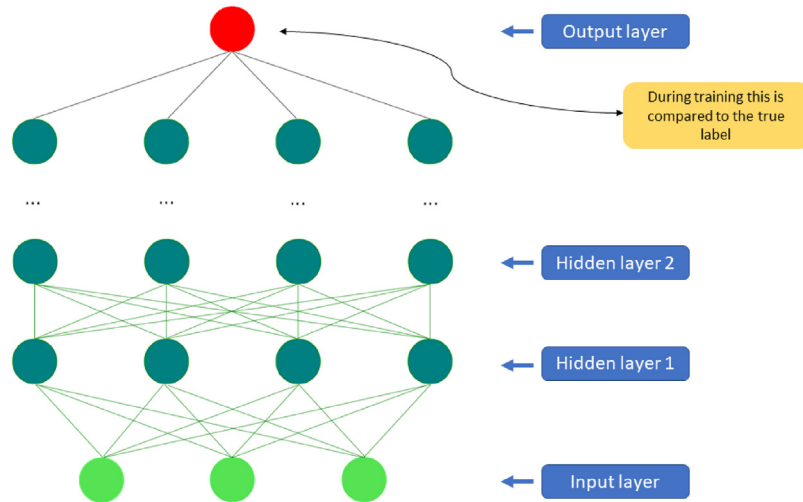 Output layer
During training this is
compared to the true
label
... ... ... ...
Hidden layer 2
Hidden layer 1
Input layer